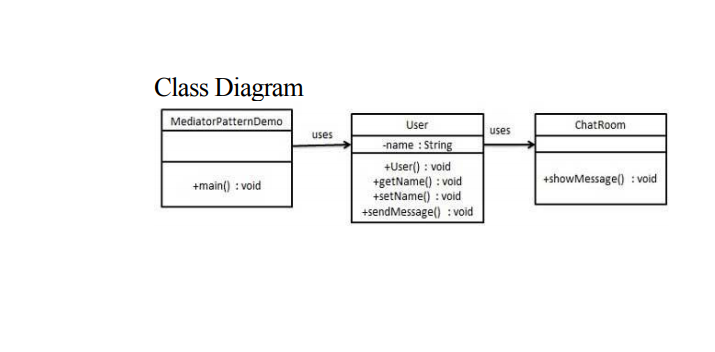 Class Diagram
MediatorPatternDemo
+main() : void
uses
User
-name : String
+User() : void
+getName() : void
+setName() : void
+sendMessage() : void
uses
ChatRoom
+showMessage() : void